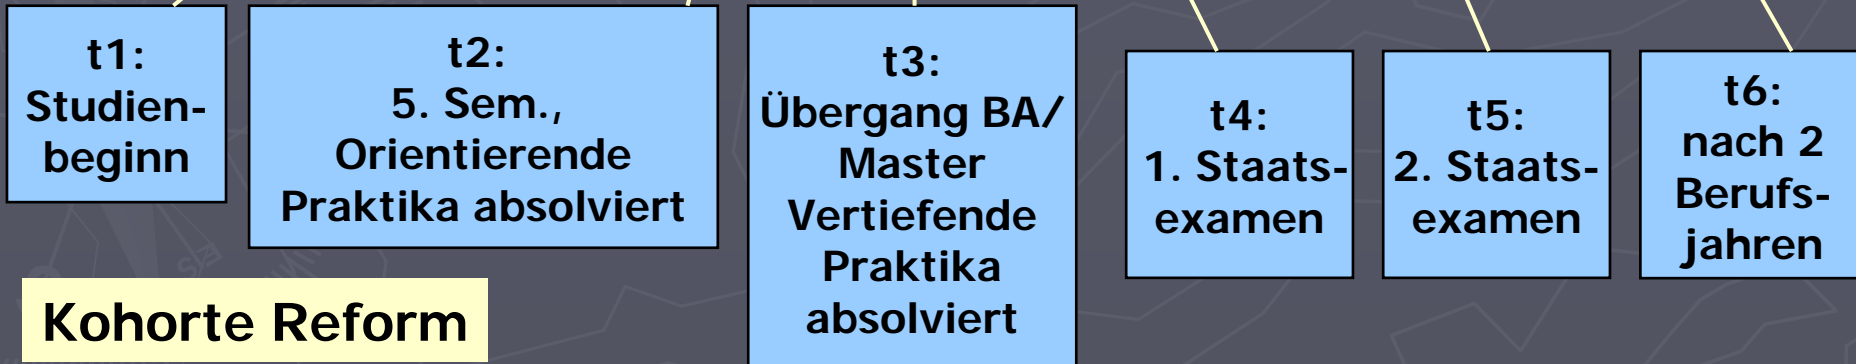 t1:
Studien-
beginn
t2:
5. Sem.,
Orientierende
Praktika absolviert
t3:
Übergang BA/
Master
Vertiefende
Praktika
absolviert
t4:
1. Staats-
examen
t5:
2. Staats-
examen
t6:
nach 2
Berufs-
jahren
Kohorte Reform